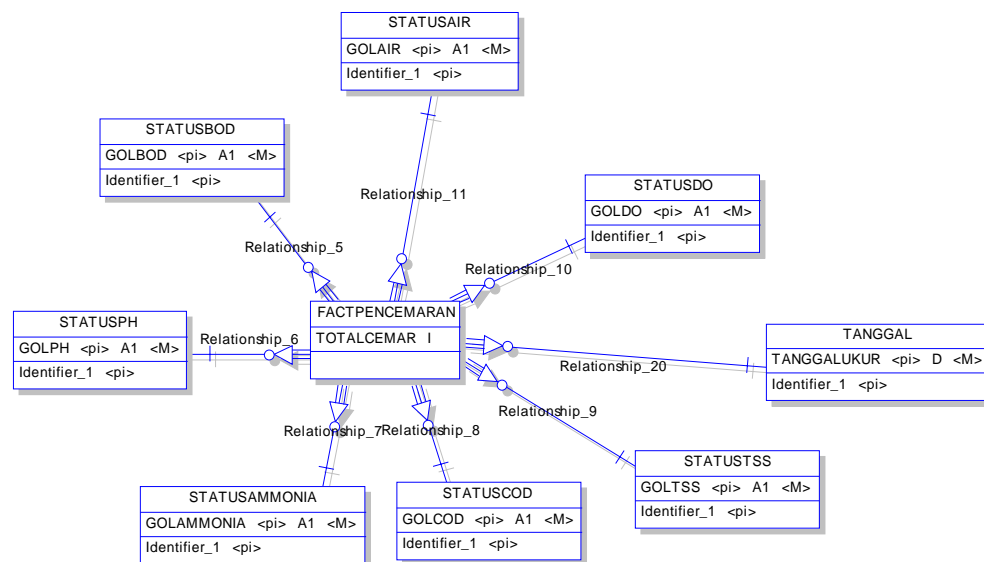 STATUSAIR
GOLAIR <pi> A1 <M>
Identifier_1 <pi>
STATUSBOD
GOLBOD <pi> A1 <M>
Identifier_1 <pi>
Relationship_11
STATUSDO
GOLDO <pi> A1 <M>
Identifier_1 <pi>
Relationship_5
Relationship_10
FACTPENCEMARAN
TOTALCEMAR I
STATUSPH
GOLPH <pi> A1 <M>
Identifier_1 <pi>
Relationship_6
TANGGAL
TANGGALUKUR <pi> D <M>
Identifier_1 <pi>
Relationship_20
Relationship_9
Relationship_7
Relationship_8
STATUSTSS
GOLTSS <pi> A1 <M>
Identifier_1 <pi>
STATUSAMMONIA
GOLAMMONIA <pi> A1 <M>
Identifier_1 <pi>
STATUSCOD
GOLCOD <pi> A1 <M>
Identifier_1 <pi>